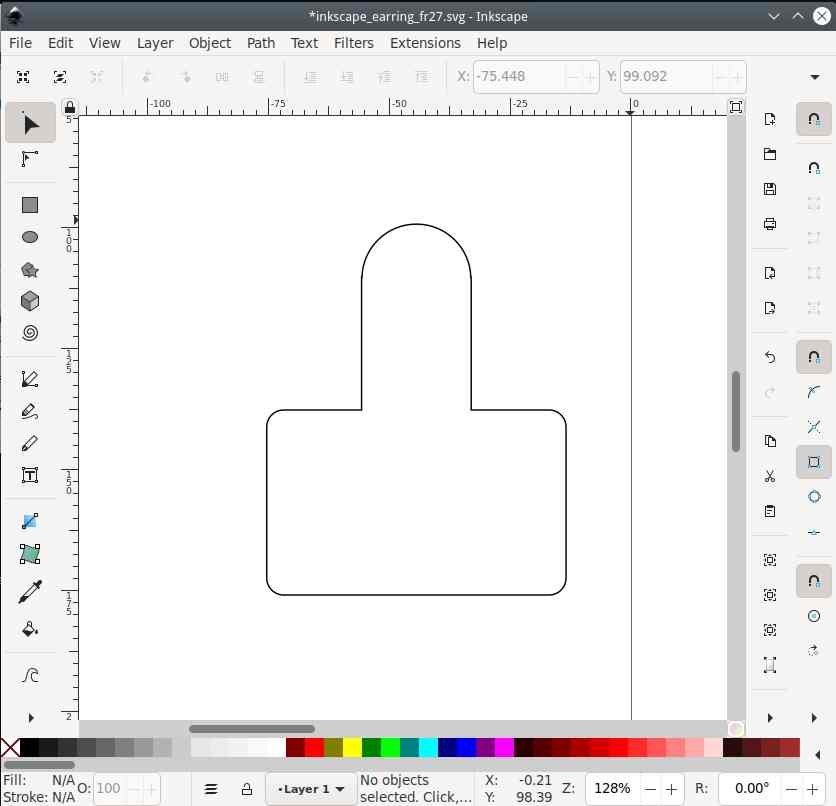 *inkscape_earring_fr27.svg - Inkscape
File Edit View Layer Object Path Text Filters Extensions Help
X: -75.448 Y: 99.092
-100 -75 -50 -25 0
5
100
125
150
175
2
Fill: N/A O: 100 •Layer 1 No objects X: -0.21 Z: 128% R: 0.00°
Stroke: N/A selected. Click,... Y: 98.39